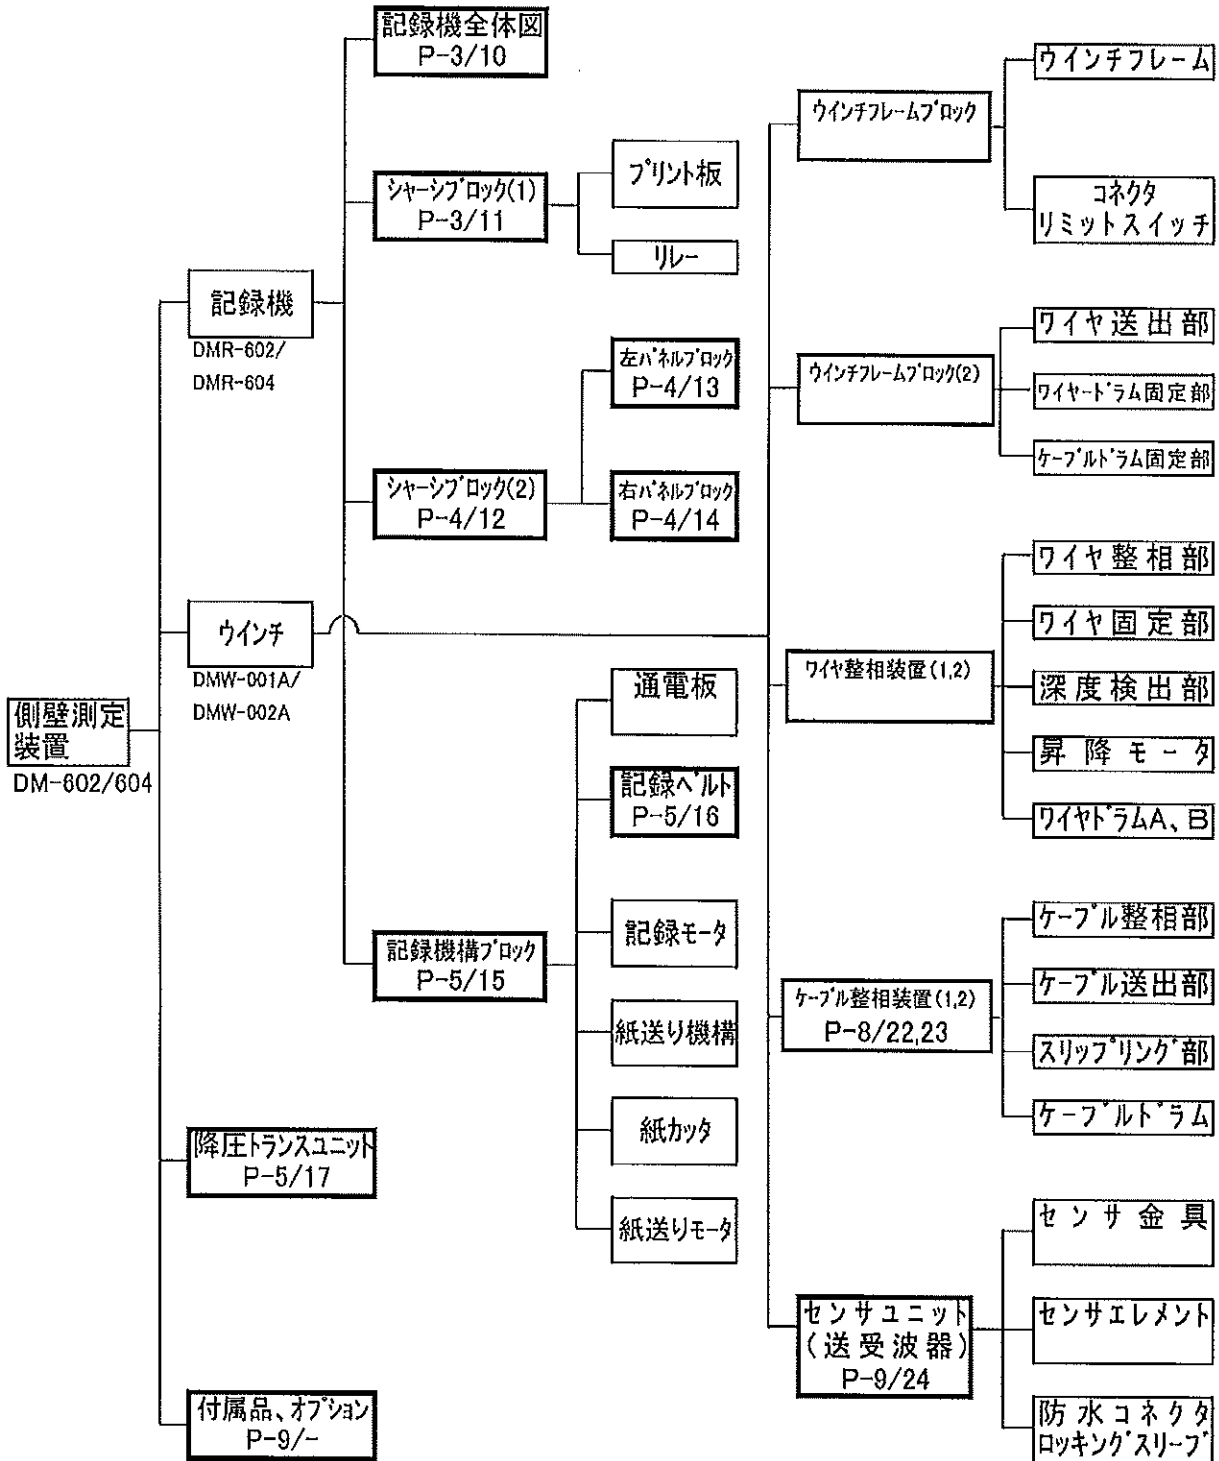 側壁測定
装置
DM-602/604
記録機
DMR-602/
DMR-604
ウインチ
DMW-001A/
DMW-002A
降圧トランスユニット
P-5/17
付属品、オプション
P-9/-
記録機全体図
P-3/10
シャーシブロック(1)
P-3/11
シャーシブロック(2)
P-4/12
記録機構ブロック
P-5/15
プリント板
リレー
左パネルブロック
P-4/13
右パネルブロック
P-4/14
通電板
記録ベルト
P-5/16
記録モータ
紙送り機構
紙カッタ
紙送りモータ
ウインチフレームブロック
ウインチフレームブロック(2)
ワイヤ整相装置(1,2)
ケーブル整相装置(1,2)
P-8/22,23
センサユニット
(送受波器)
P-9/24
ウインチフレーム
コネクタ
リミットスイッチ
ワイヤ送出部
ワイヤードラム固定部
ケーブルドラム固定部
ワイヤ整相部
ワイヤ固定部
深度検出部
昇降モータ
ワイヤドラムA、B
ケーブル整相部
ケーブル送出部
スリップリング部
ケーブルドラム
センサ金具
センサエレメント
防水コネクタ
ロッキングスリーブ